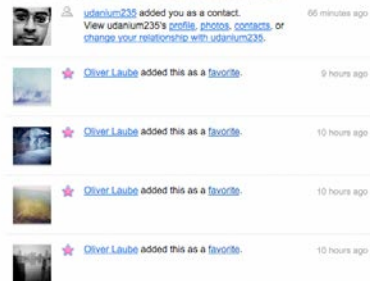 udanium235 added you as a contact. 66 minutes ago
View udanium235's profile, photos, contacts, or
change your relationship with udanium235.
Oliver Laube added this as a favorite. 9 hours ago
Oliver Laube added this as a favorite. 10 hours ago
Oliver Laube added this as a favorite. 10 hours ago
Oliver Laube added this as a favorite. 10 hours ago